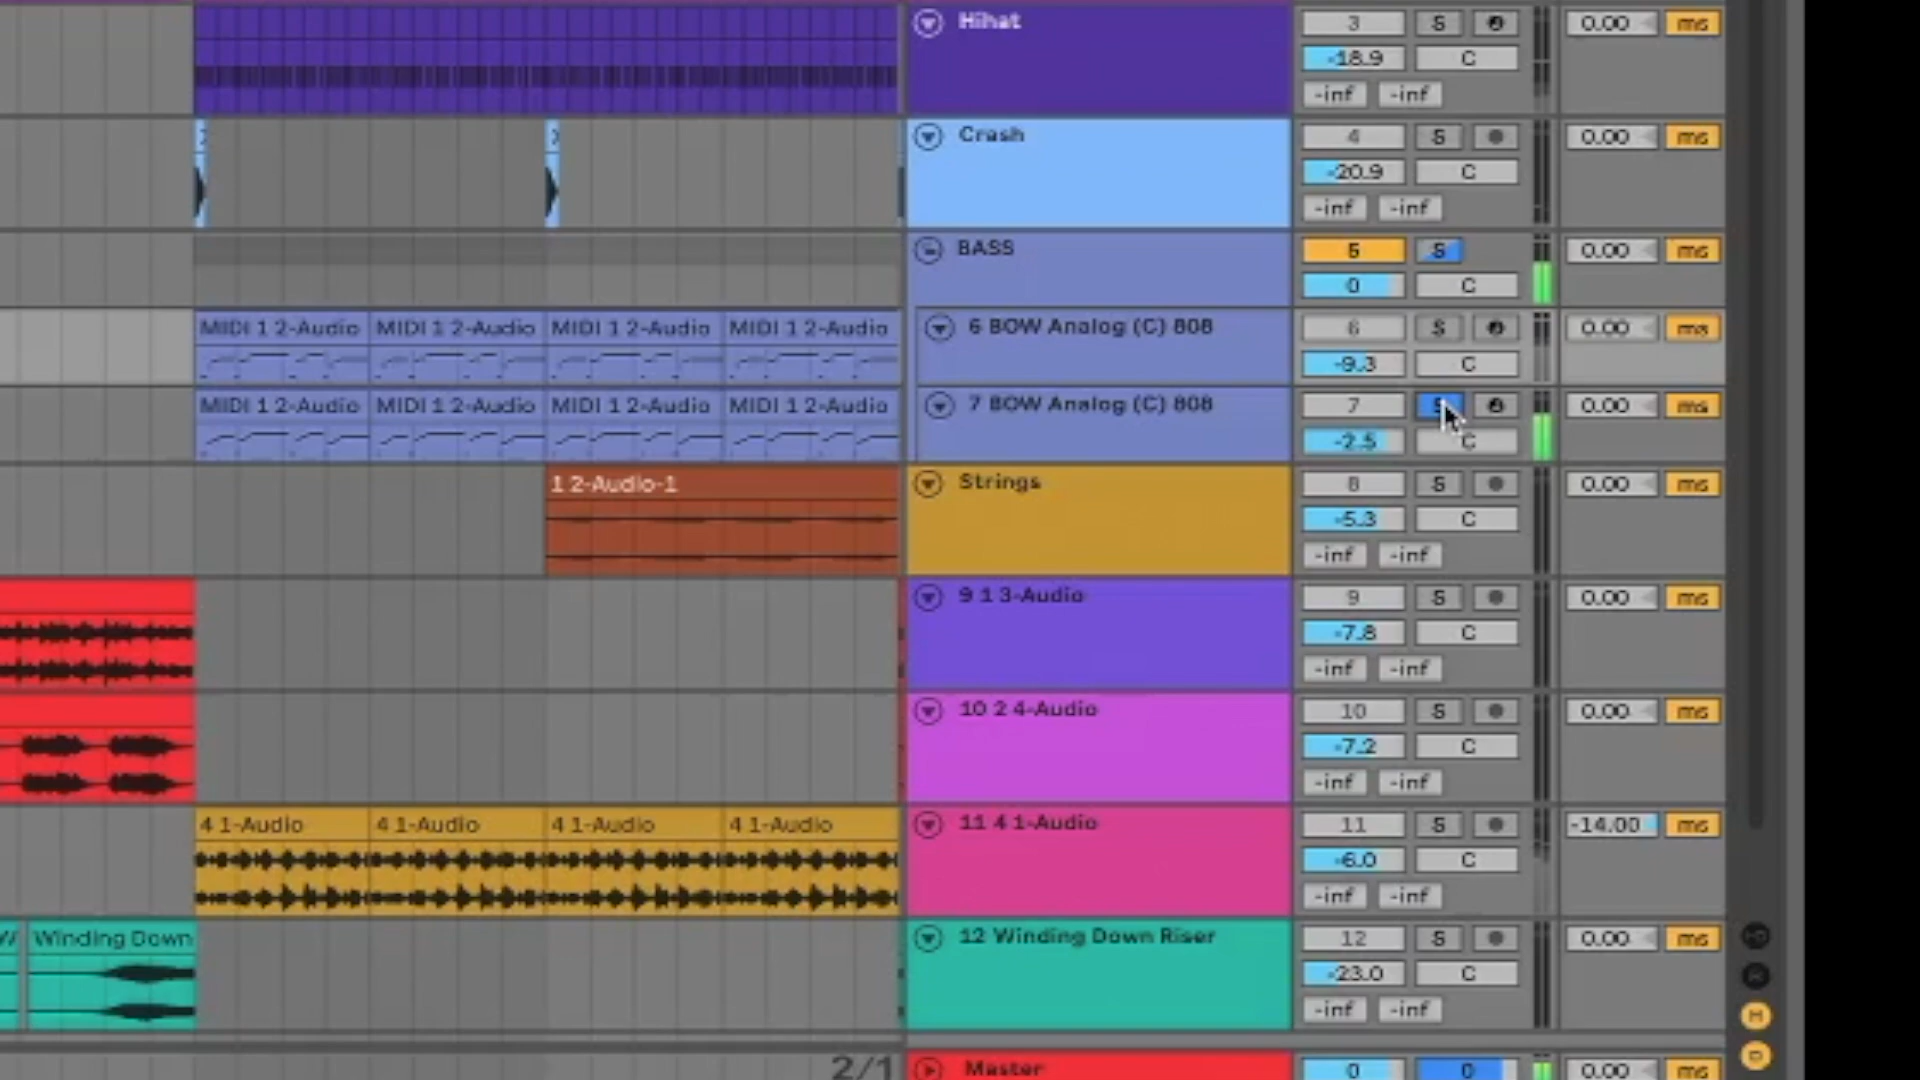 Hihat 3 S 0.00 ms
-18.9 C
-inf -inf
Crash 4 S 0.00 ms
-20.9 C
-inf -inf
BASS 5 S 0.00 ms
0 C
MIDI 1 2-Audio MIDI 1 2-Audio MIDI 1 2-Audio MIDI 1 2-Audio 6 BOW Analog (C) 808 6 S 0.00 ms
-9.3 C
MIDI 1 2-Audio MIDI 1 2-Audio MIDI 1 2-Audio MIDI 1 2-Audio 7 BOW Analog (C) 808 7 S 0.00 ms
-2.5 C
1 2-Audio-1 Strings 8 S 0.00 ms
-5.3 C
-inf -inf
9 1 3-Audio 9 S 0.00 ms
-7.8 C
-inf -inf
10 2 4-Audio 10 S 0.00 ms
-7.2 C
-inf -inf
4 1-Audio 4 1-Audio 4 1-Audio 4 1-Audio 11 4 1-Audio 11 S -14.00 ms
-6.0 C
-inf -inf
Winding Down 12 Winding Down Riser 12 S 0.00 ms
-23.0 C
-inf -inf
H
D
2/1 Master 0 0 0.00 ms